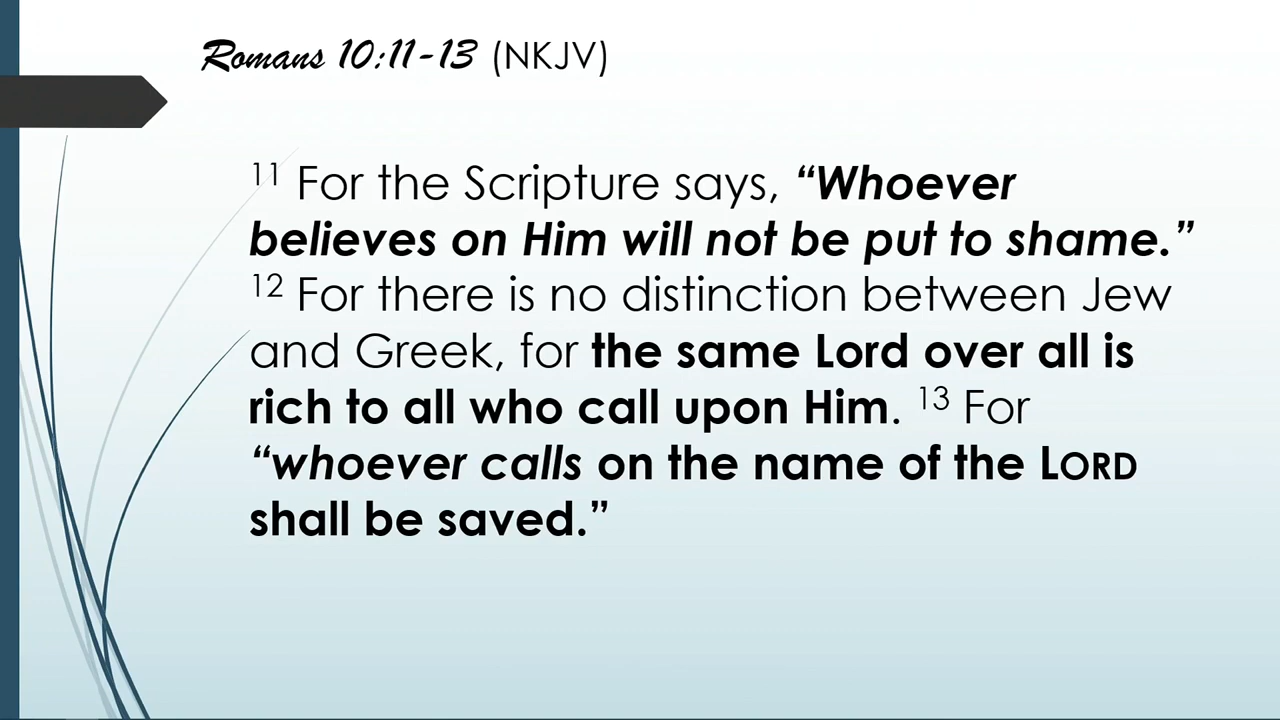 Romans 10:11-13 (NKJV)
11 For the Scripture says, “Whoever
believes on Him will not be put to shame.”
12 For there is no distinction between Jew
and Greek, for the same Lord over all is
rich to all who call upon Him. 13 For
“whoever calls on the name of the LORD
shall be saved.”